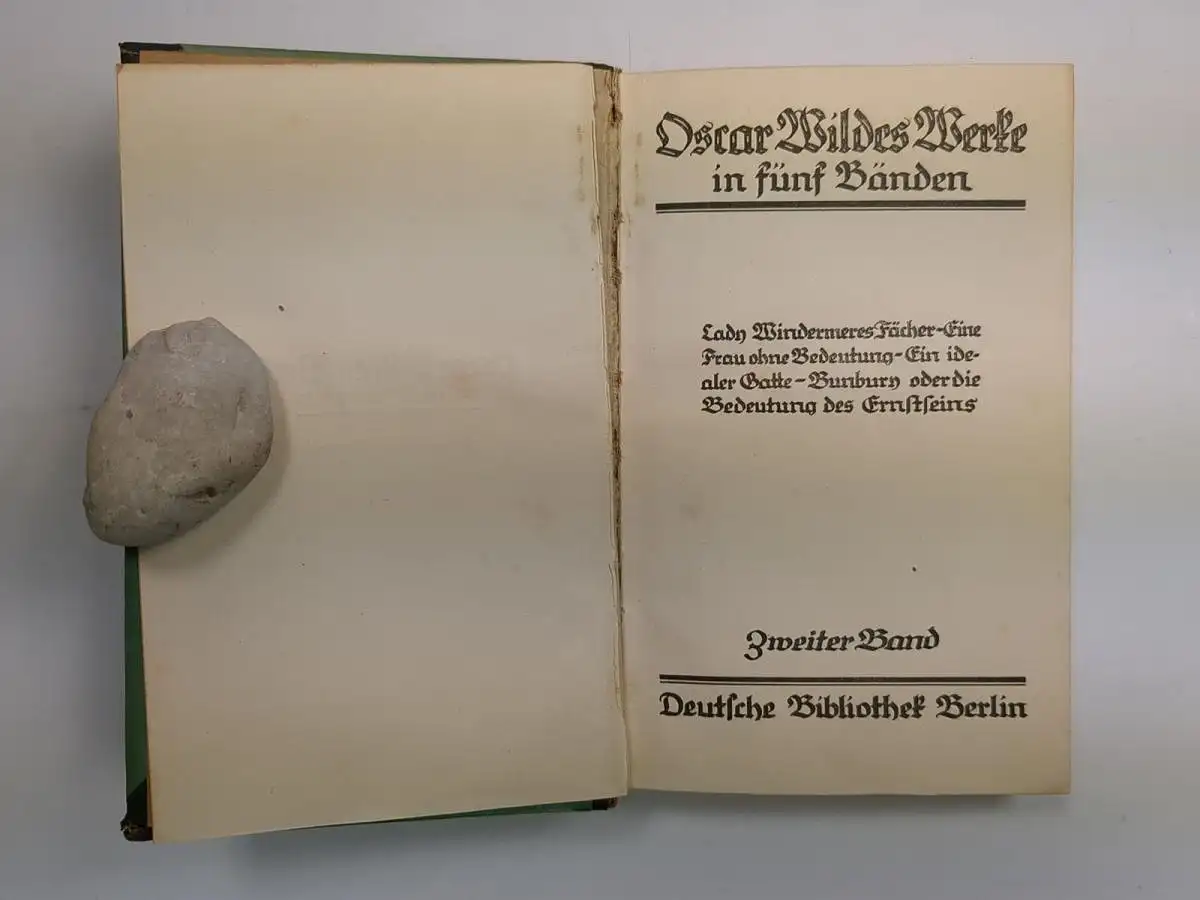 Oscar Wildes Werke
in fünf Bänden
Lady Windermeres Fächer-Eine
Frau ohne Bedeutung-Ein ide-
aler Gatte-Bunbury oder die
Bedeutung des Ernſtſeins
Zweiter Band
Deutſche Bibliothek Berlin